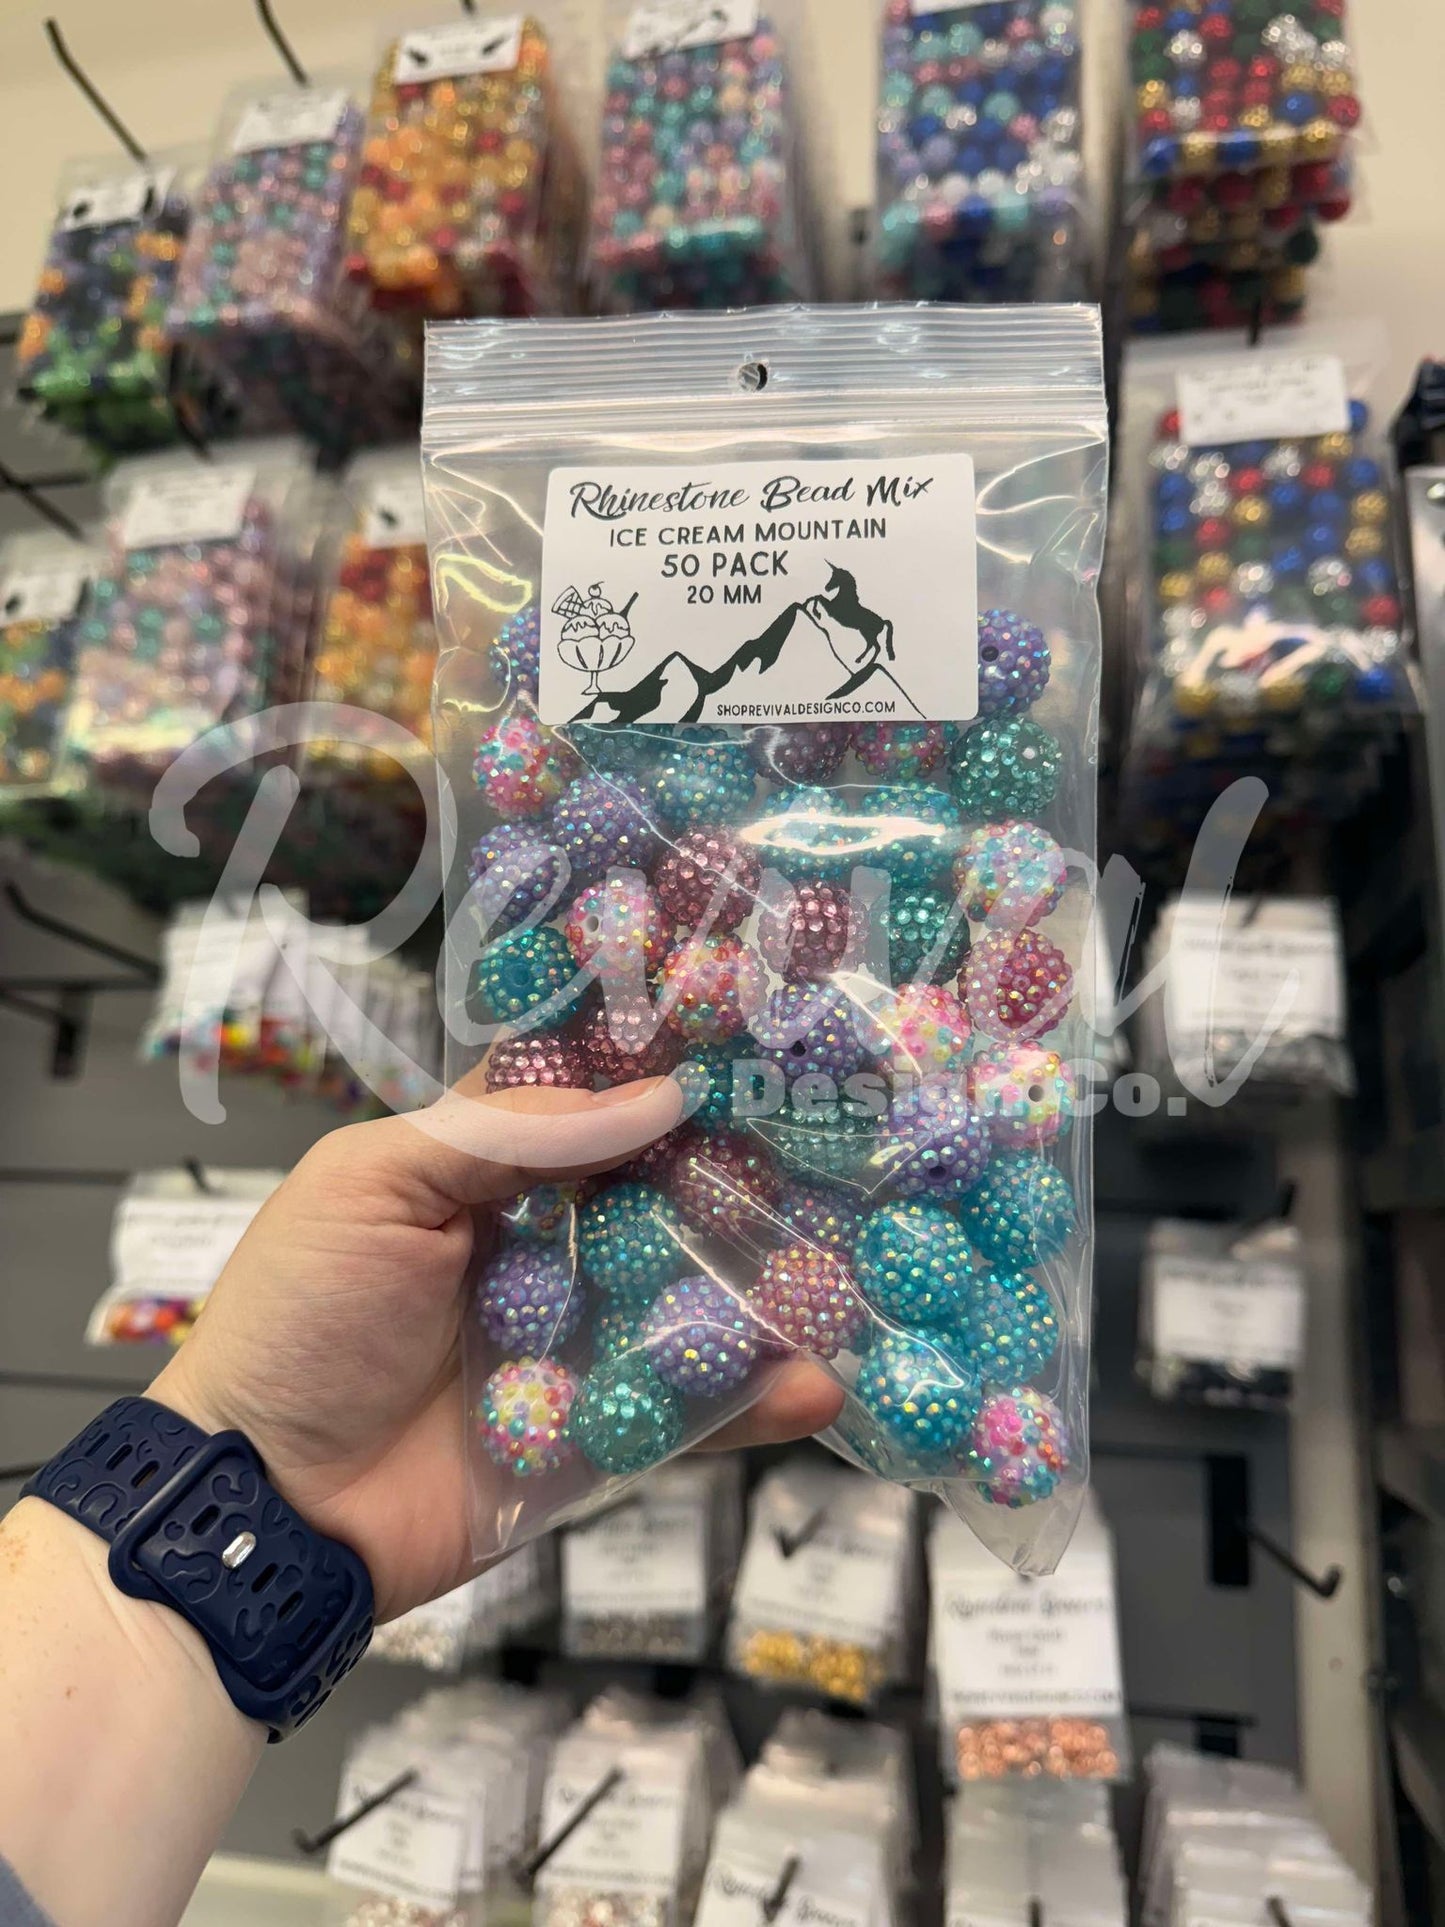 Rhinestone Bead Mix
ICE CREAM MOUNTAIN
50 PACK
20 MM
SHOPREVIVALDESIGNCO.COM
Revival
Design Co.